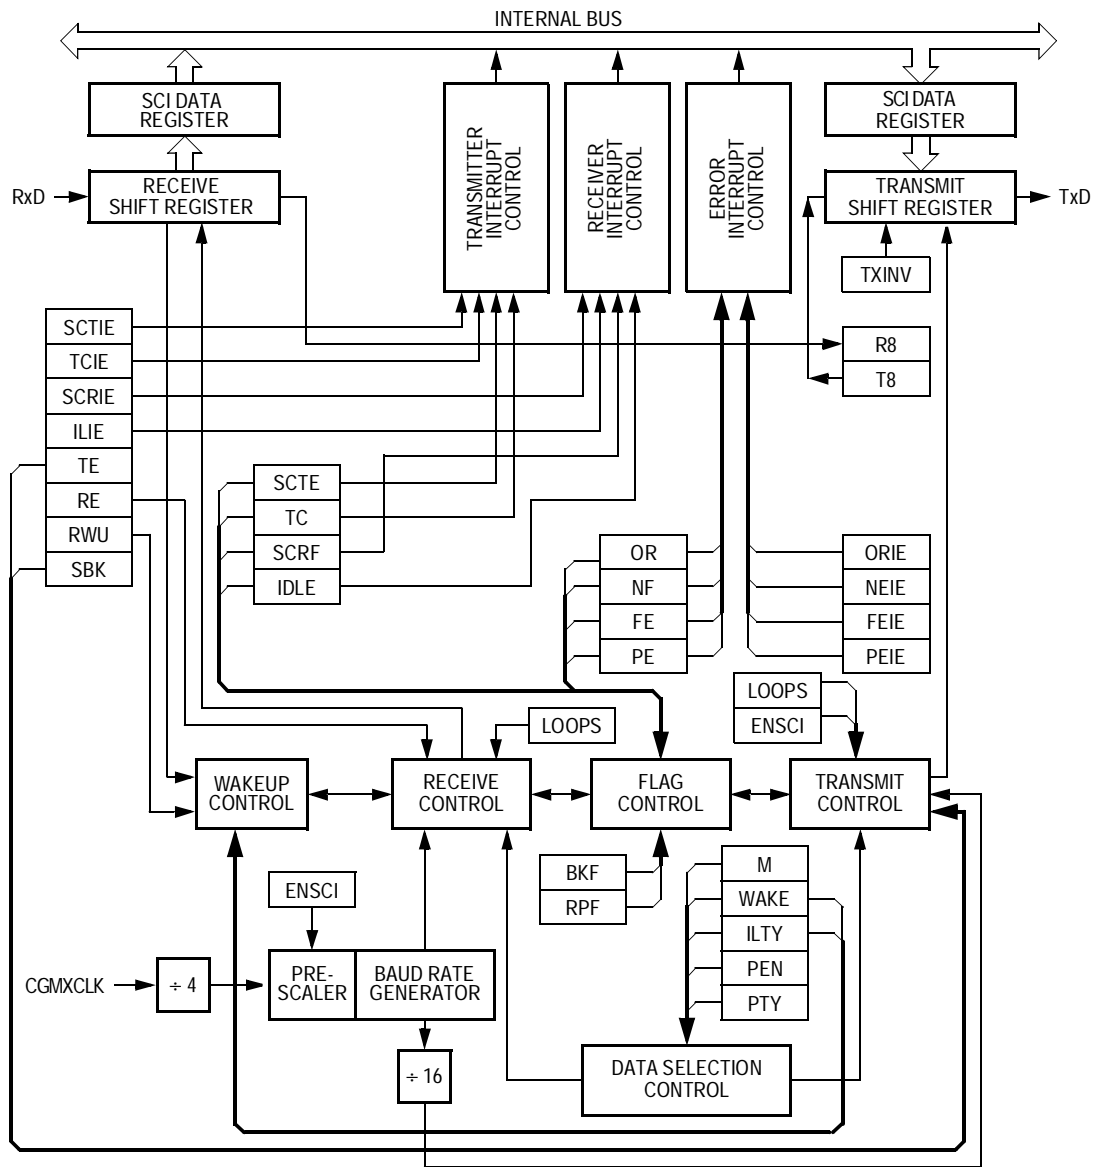 INTERNAL BUS
SCI DATA
REGISTER
SCI DATA
REGISTER
TRANSMITTER
INTERRUPT
CONTROL
RECEIVER
INTERRUPT
CONTROL
ERROR
INTERRUPT
CONTROL
RxD
RECEIVE
SHIFT REGISTER
TRANSMIT
SHIFT REGISTER
TxD
TXINV
SCTIE
TCIE
SCRIE
ILIE
TE
RE
RWU
SBK
R8
T8
SCTE
TC
SCRF
IDLE
OR
NF
FE
PE
ORIE
NEIE
FEIE
PEIE
LOOPS
ENSCI
LOOPS
WAKEUP
CONTROL
RECEIVE
CONTROL
FLAG
CONTROL
TRANSMIT
CONTROL
BKF
RPF
M
WAKE
ILTY
PEN
PTY
ENSCI
CGMXCLK
÷ 4
PRE-
SCALER
BAUD RATE
GENERATOR
÷ 16
DATA SELECTION
CONTROL